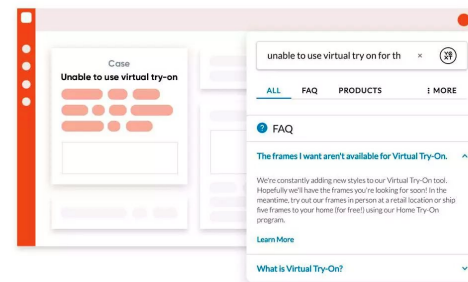 Case
Unable to use virtual try-on
unable to use virtual try on for th
ALL FAQ PRODUCTS MORE
FAQ
The frames I want aren't available for Virtual Try-On.
We're constantly adding new styles to our Virtual Try-On tool.
Hopefully we'll have the frames you're looking for soon! In the
meantime, try out our frames in person at a retail location or ship
five frames to your home (for free!) using our Home Try-On
program.
Learn More
What is Virtual Try-On?